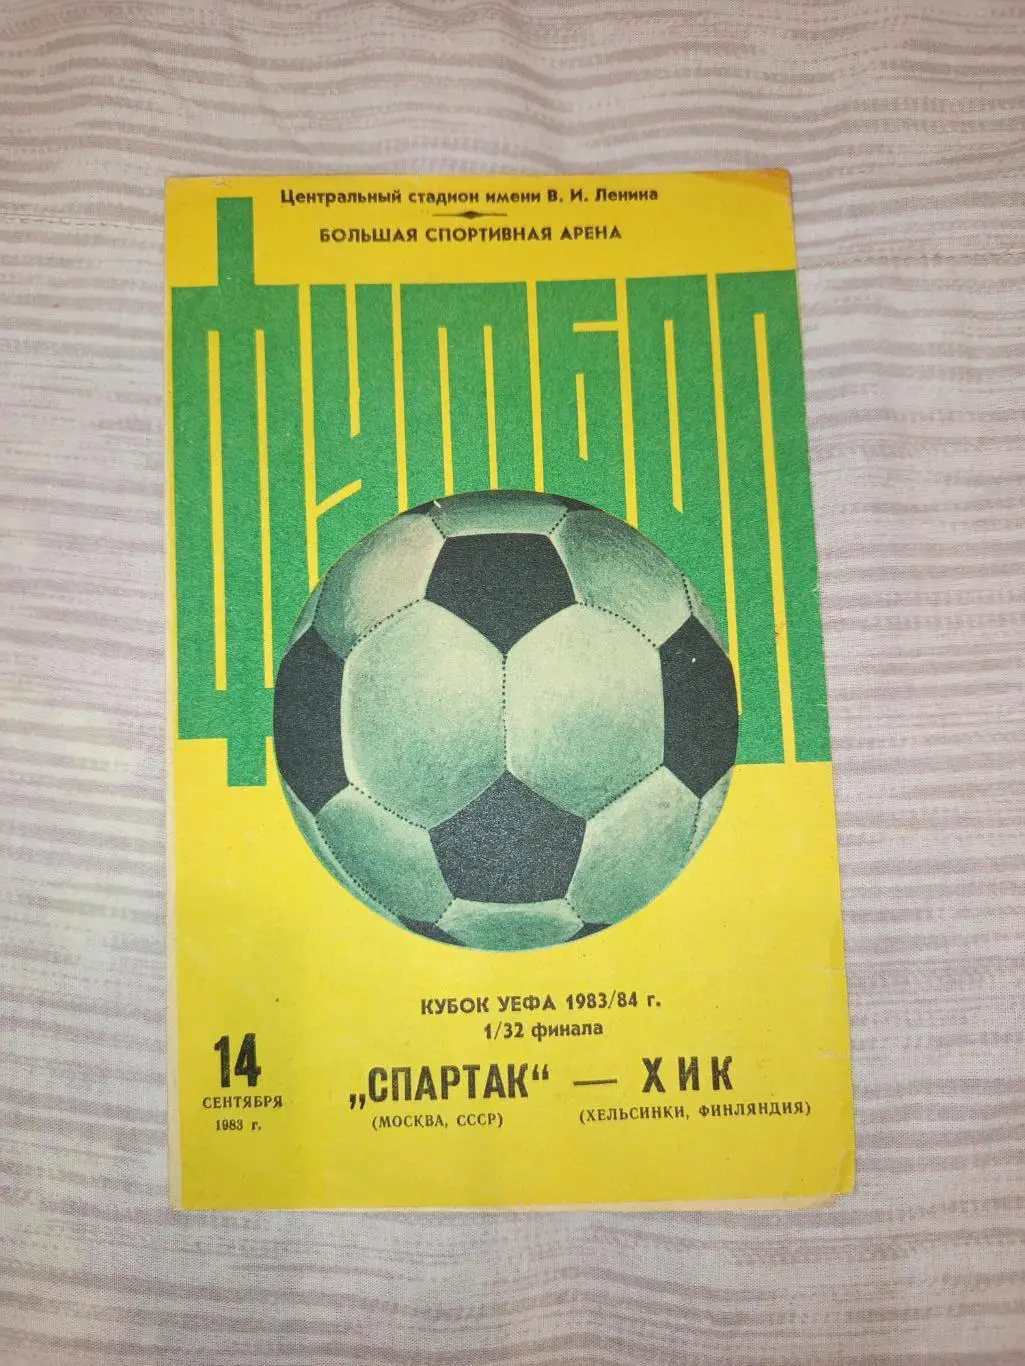 Центральный стадион имени В. И. Ленина
БОЛЬШАЯ СПОРТИВНАЯ АРЕНА
ФУТБОЛ
КУБОК УЕФА 1983/84 г.
1/32 финала
14
СЕНТЯБРЯ
1983 г.
„СПАРТАК“ — ХИК
(МОСКВА, СССР) (ХЕЛЬСИНКИ, ФИНЛЯНДИЯ)